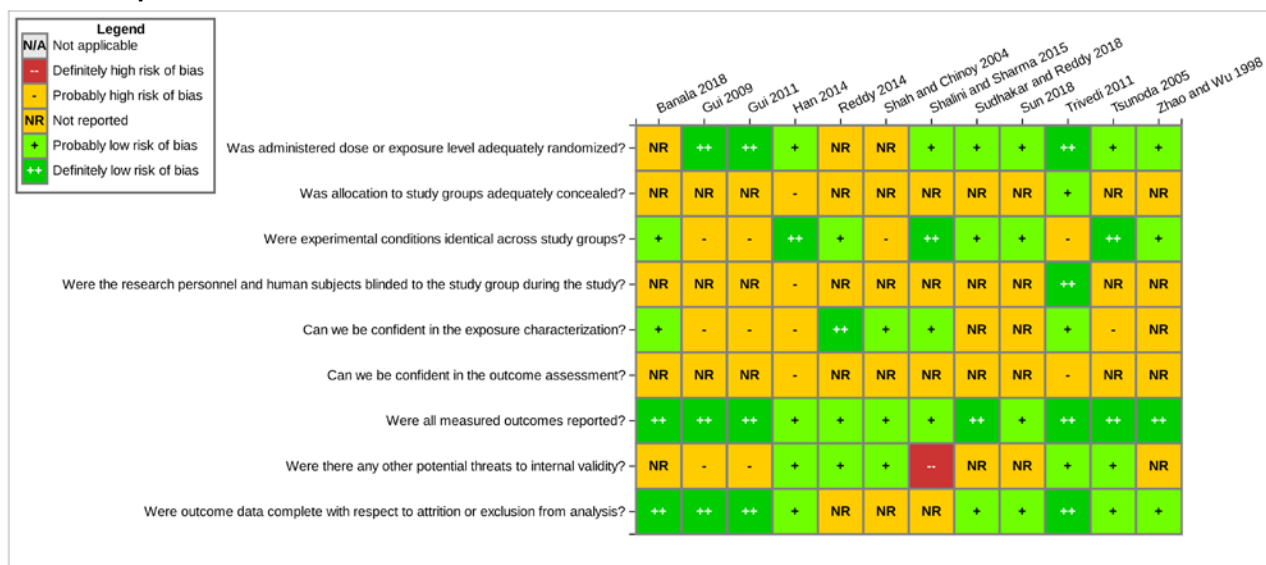 Legend
N/A Not applicable
-- Definitely high risk of bias
- Probably high risk of bias
NR Not reported
+ Probably low risk of bias
++ Definitely low risk of bias
Banala 2018
Gui 2009
Gui 2011
Han 2014
Reddy 2014
Shah and Chinoy 2004
Shalini and Sharma 2015
Sudhakar and Reddy 2018
Sun 2018
Trivedi 2011
Tsunoda 2005
Zhao and Wu 1998
Was administered dose or exposure level adequately randomized? NR ++ ++ + NR NR + + + ++ + +
Was allocation to study groups adequately concealed? NR NR NR - NR NR NR NR NR + NR NR
Were experimental conditions identical across study groups? + - - ++ + - ++ + + - ++ +
Were the research personnel and human subjects blinded to the study group during the study? NR NR NR - NR NR NR NR NR ++ NR NR
Can we be confident in the exposure characterization? + - - - ++ + + NR NR + - NR
Can we be confident in the outcome assessment? NR NR NR - NR NR NR NR NR - NR NR
Were all measured outcomes reported? ++ ++ ++ + + + + ++ + ++ ++ ++
Were there any other potential threats to internal validity? NR - - + + + -- NR NR + + NR
Were outcome data complete with respect to attrition or exclusion from analysis? ++ ++ ++ + NR NR NR + + ++ + +